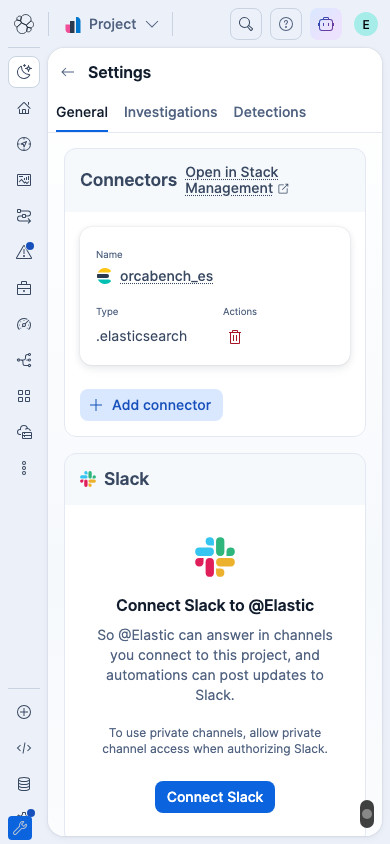 Project
E
Settings
General Investigations Detections
Connectors
Open in Stack
Management
Name
orcabench_es
Type Actions
.elasticsearch
Add connector
Slack
Connect Slack to @Elastic
So @Elastic can answer in channels
you connect to this project, and
automations can post updates to
Slack.
To use private channels, allow private
channel access when authorizing Slack.
Connect Slack